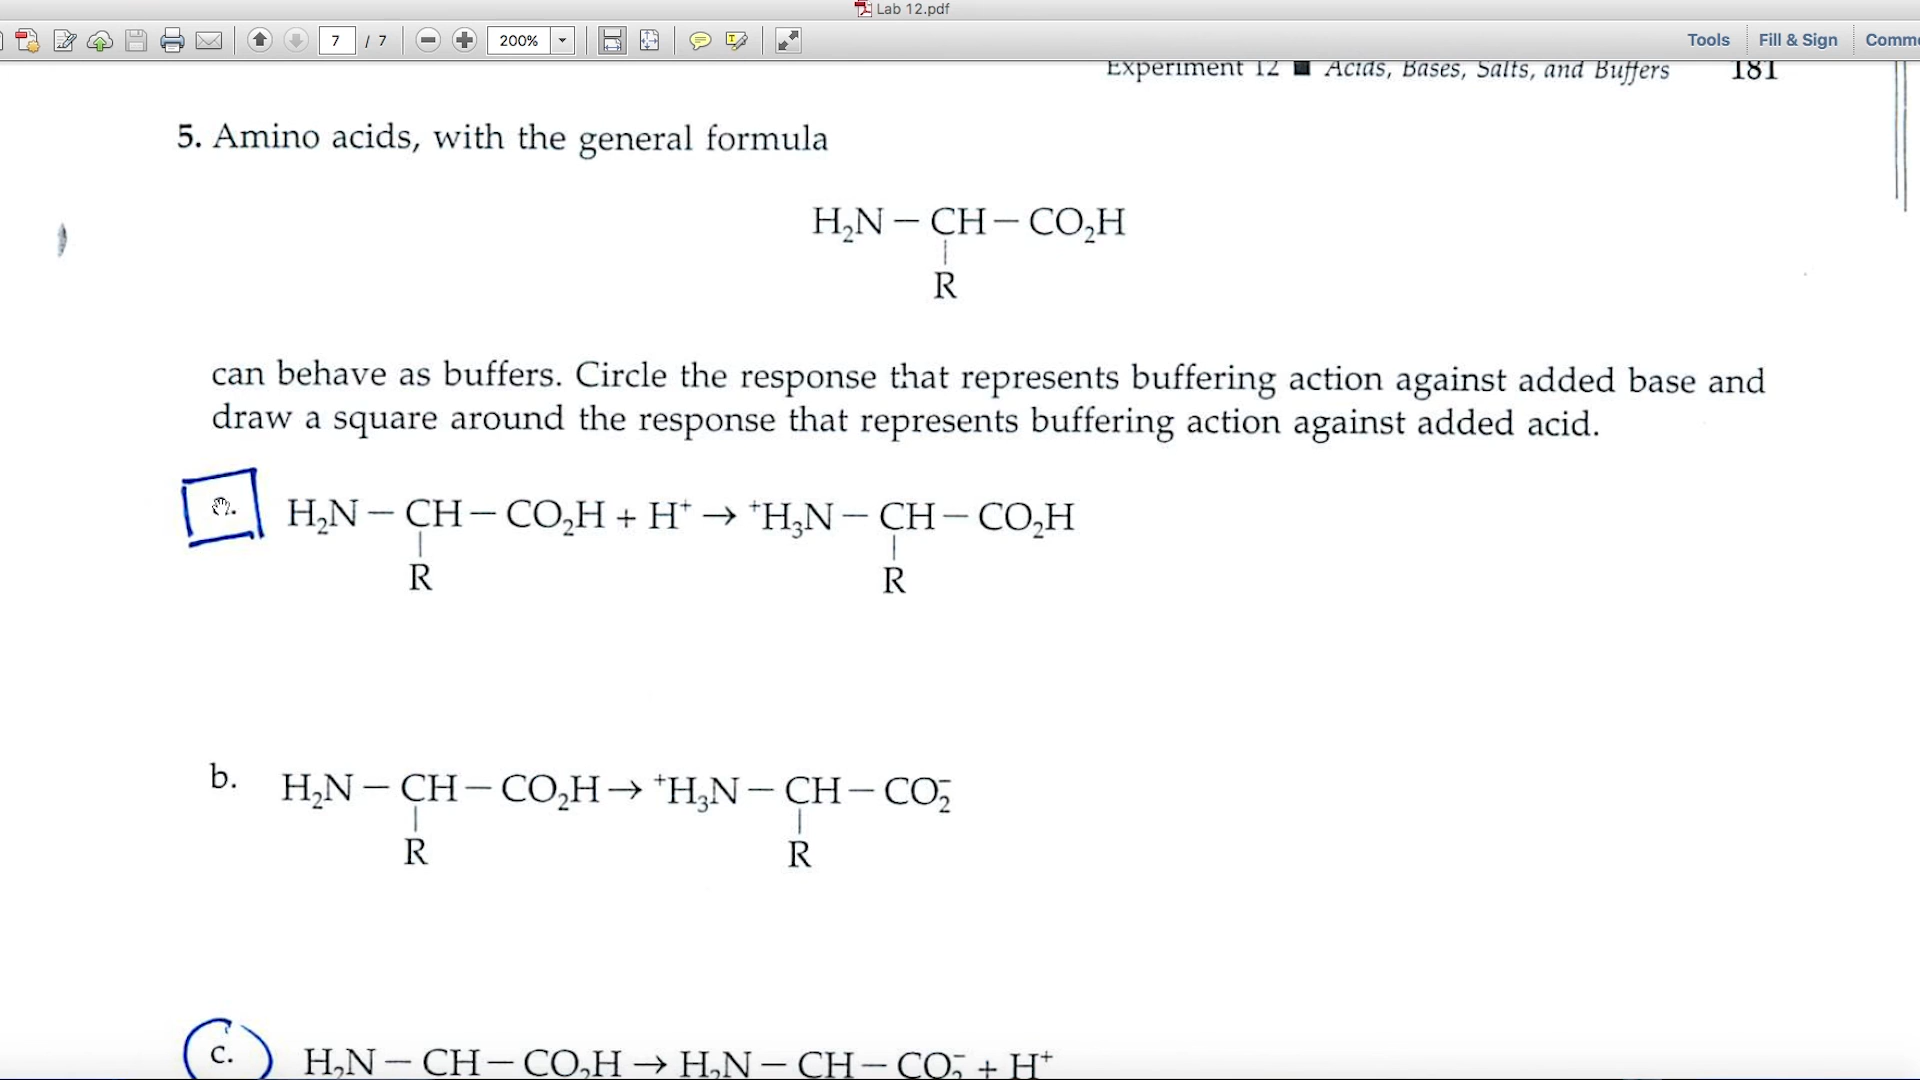 Lab 12.pdf
7 / 7 200% Tools Fill & Sign Comme
Experiment 12 ■ Acids, Bases, Salts, and Buffers 181
5. Amino acids, with the general formula
H₂N – CH – CO₂H
R
can behave as buffers. Circle the response that represents buffering action against added base and
draw a square around the response that represents buffering action against added acid.
H₂N – CH – CO₂H + H⁺ → ⁺H₃N – CH – CO₂H
R R
b. H₂N – CH – CO₂H → ⁺H₃N – CH – CO₂⁻
R R
c. H₂N – CH – CO₂H → H₂N – CH – CO₂⁻ + H⁺